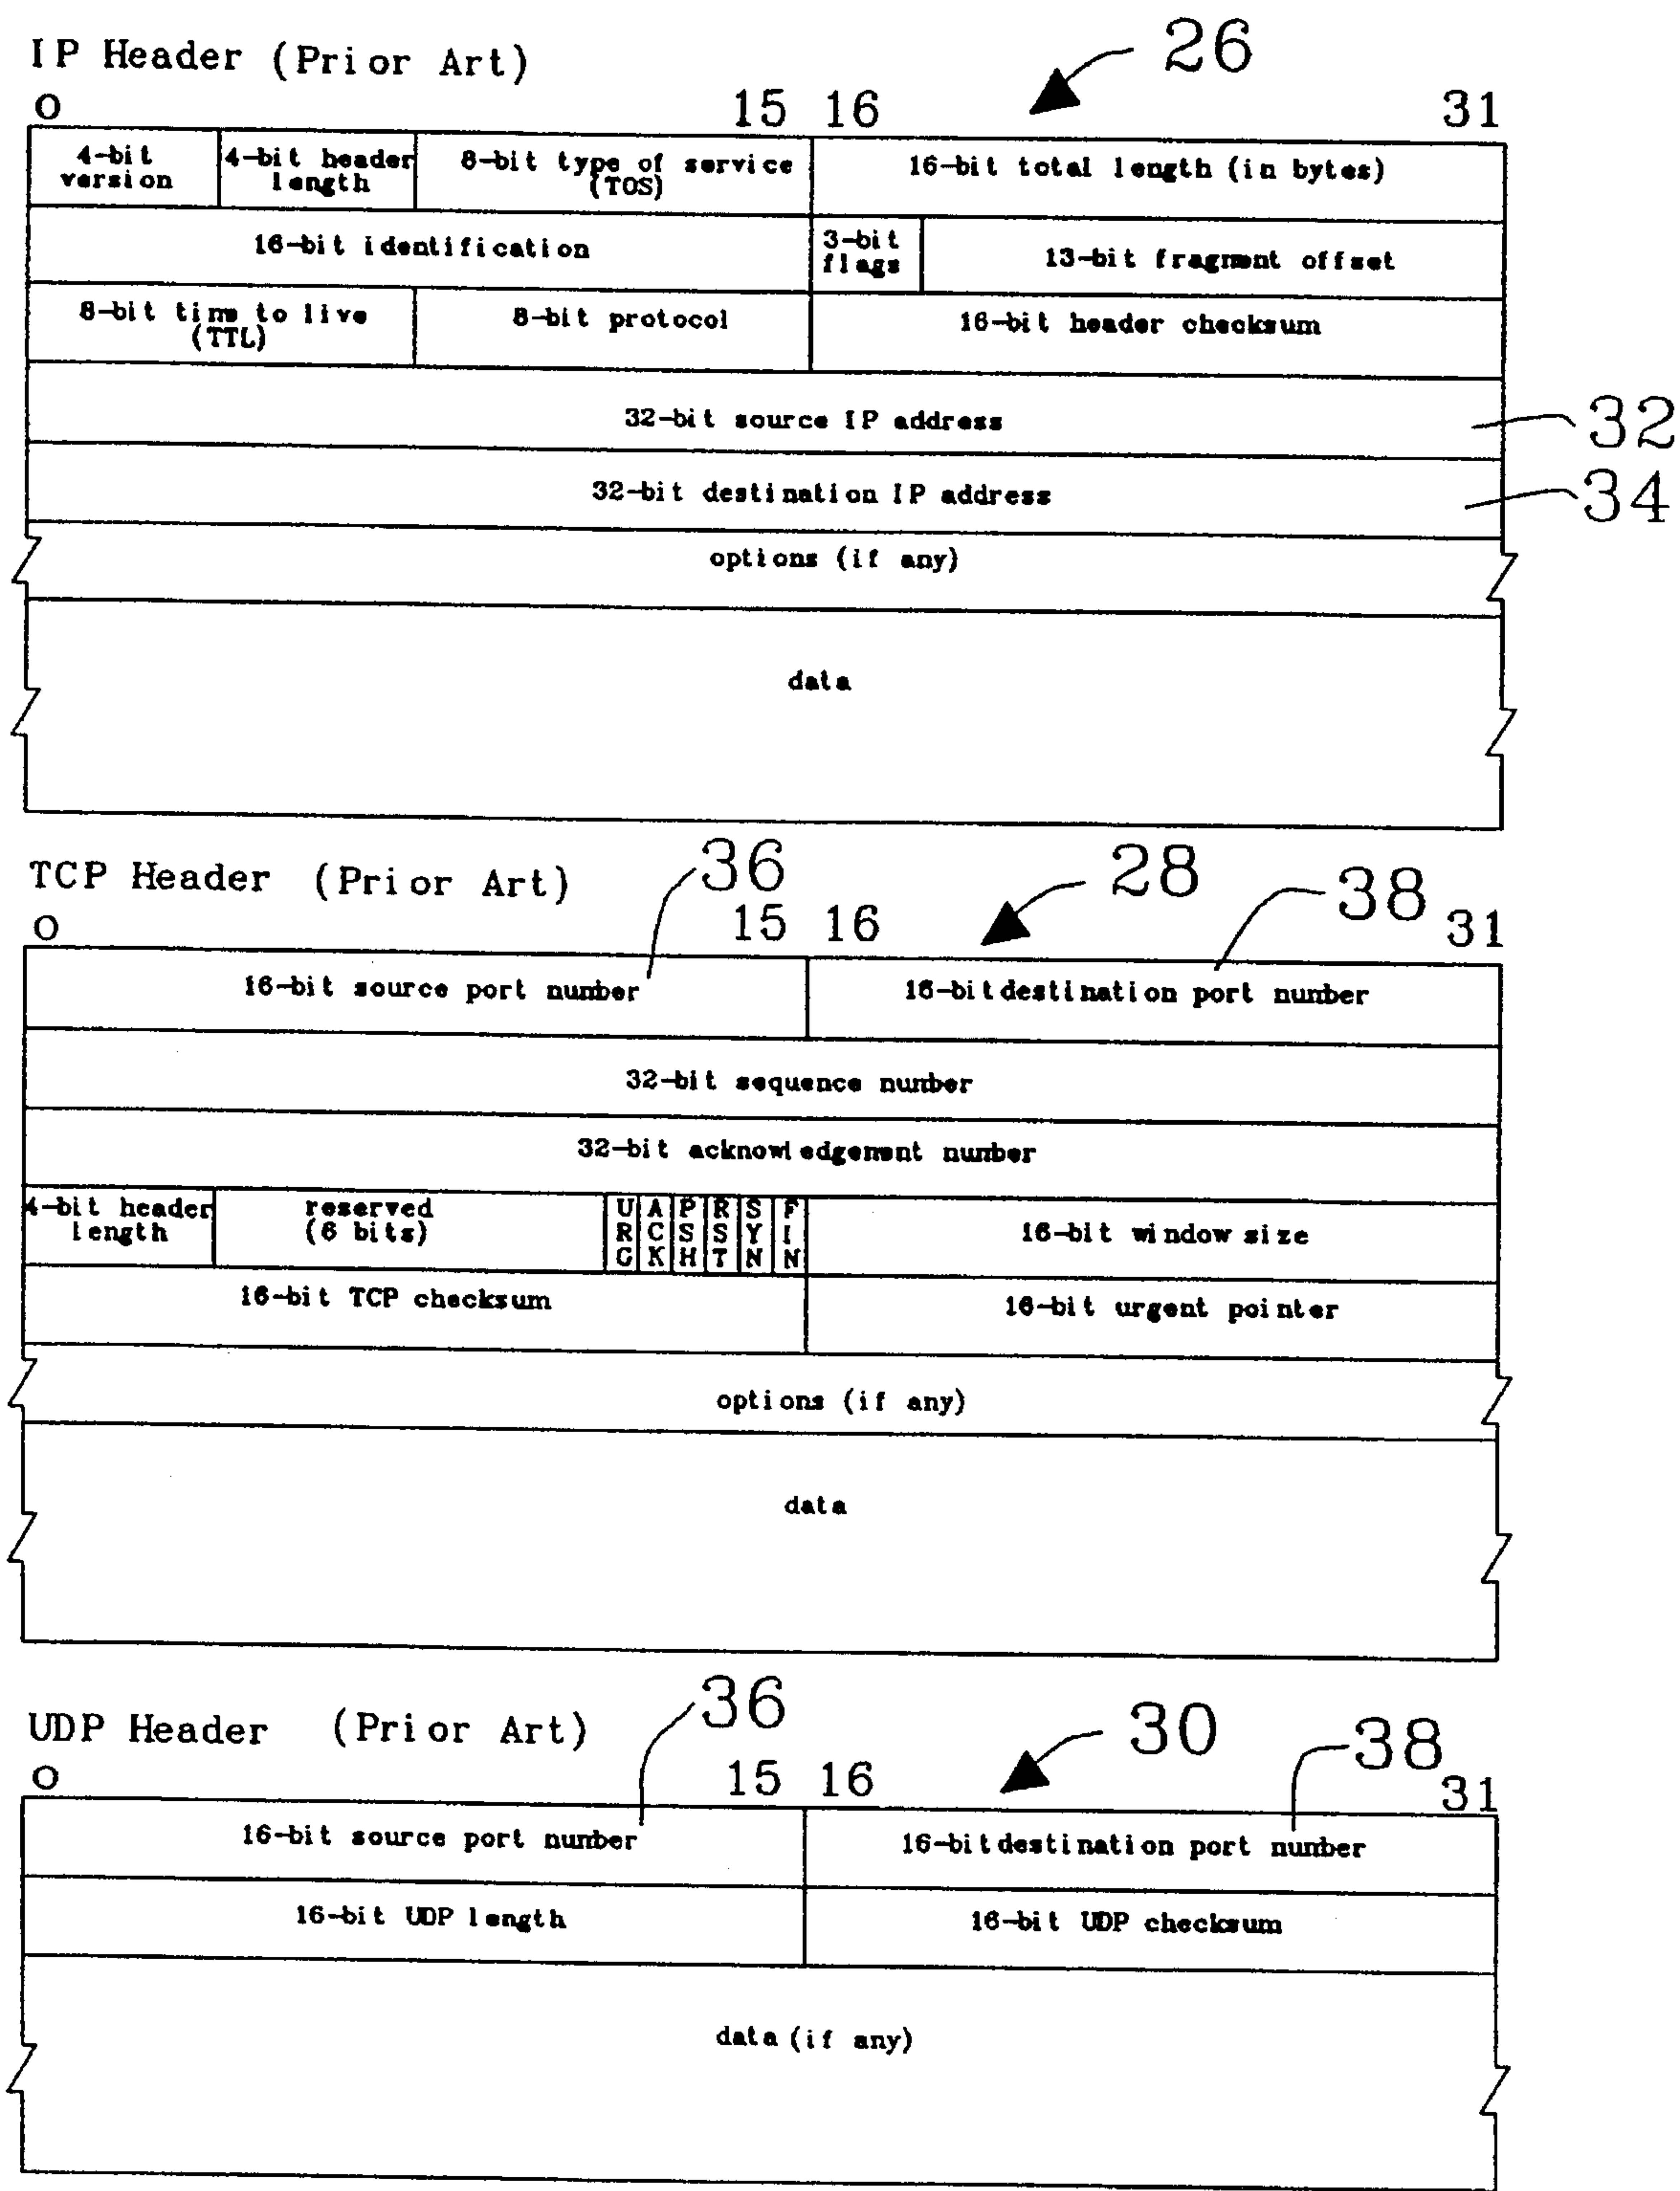 IP Header (Prior Art) 26
0 15 16 31
4-bit version 4-bit header length 8-bit type of service (TOS) 16-bit total length (in bytes)
16-bit identification 3-bit flags 13-bit fragment offset
8-bit time to live (TTL) 8-bit protocol 16-bit header checksum
32-bit source IP address 32
32-bit destination IP address 34
options (if any)
data
TCP Header (Prior Art) 36 28 38
0 15 16 31
16-bit source port number 16-bit destination port number
32-bit sequence number
32-bit acknowledgement number
4-bit header length reserved (6 bits) URG ACK PSH RST SYN FIN 16-bit window size
16-bit TCP checksum 16-bit urgent pointer
options (if any)
data
UDP Header (Prior Art) 36 30 38
0 15 16 31
16-bit source port number 16-bit destination port number
16-bit UDP length 16-bit UDP checksum
data (if any)